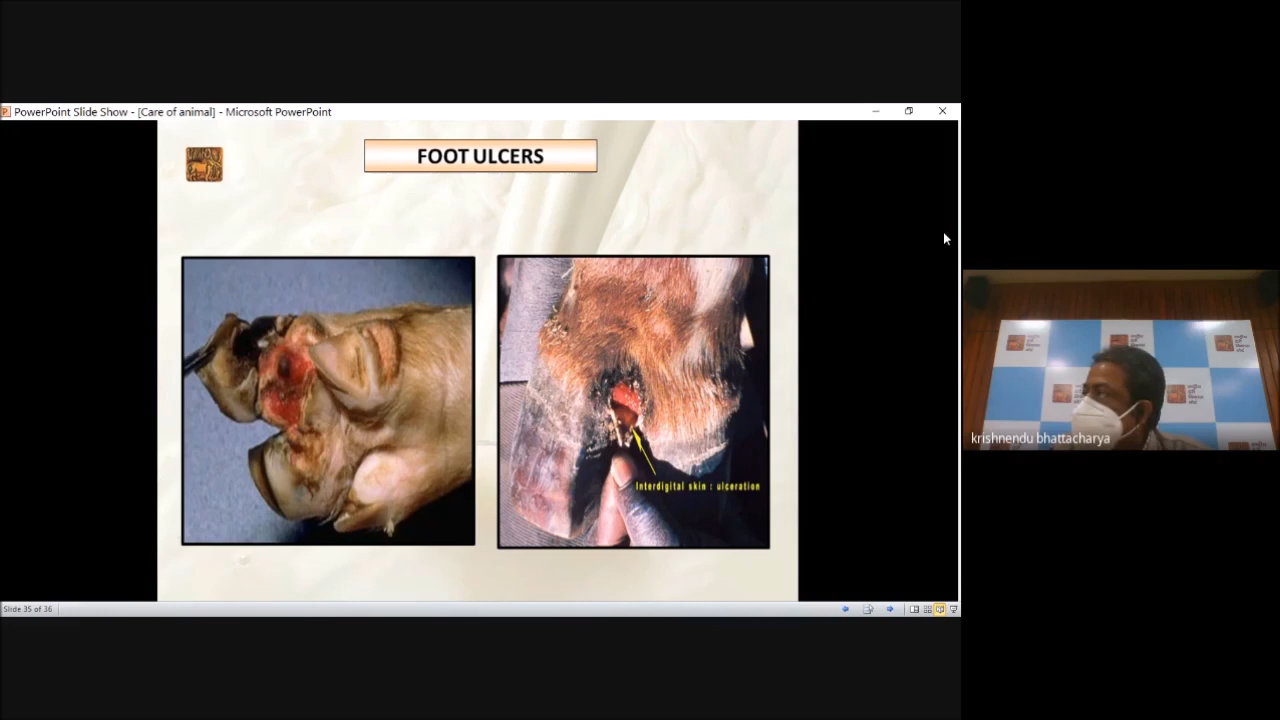 PowerPoint Slide Show - [Care of animal] - Microsoft PowerPoint
FOOT ULCERS
Interdigital skin : ulceration
Slide 35 of 36
krishnendu bhattacharya